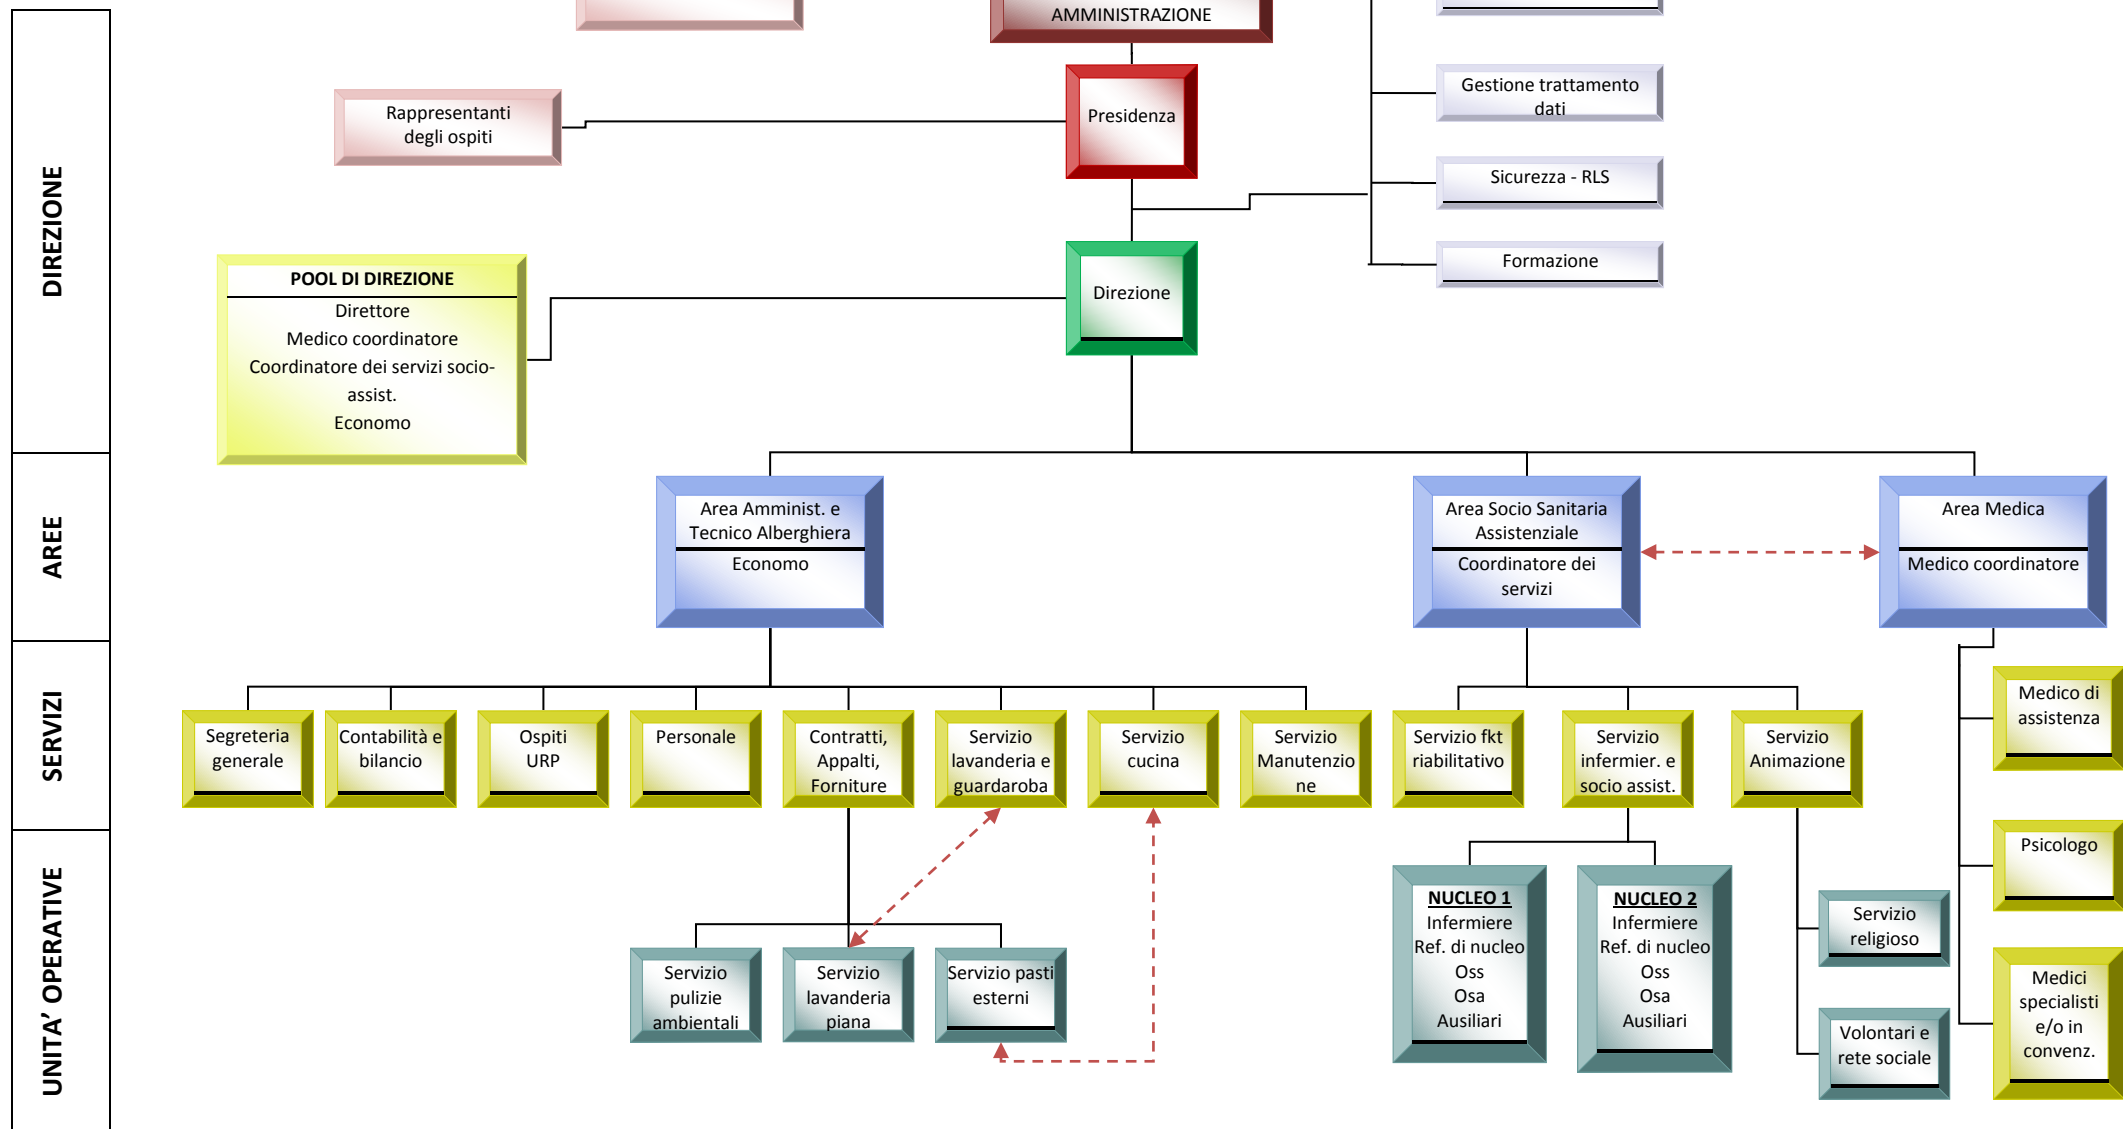 AMMINISTRAZIONE
Gestione trattamento
dati
Rappresentanti
degli ospiti
Presidenza
Sicurezza - RLS
Formazione
DIREZIONE
POOL DI DIREZIONE
Direttore
Medico coordinatore
Coordinatore dei servizi socio-
assist.
Economo
Direzione
AREE
Area Amminist. e
Tecnico Alberghiera
Economo
Area Socio Sanitaria
Assistenziale
Coordinatore dei
servizi
Area Medica
Medico coordinatore
SERVIZI
Segreteria
generale
Contabilità e
bilancio
Ospiti
URP
Personale
Contratti,
Appalti,
Forniture
Servizio
lavanderia e
guardaroba
Servizio
cucina
Servizio
Manutenzio
ne
Servizio fkt
riabilitativo
Servizio
infermier. e
socio assist.
Servizio
Animazione
Medico di
assistenza
Psicologo
Medici
specialisti
e/o in
convenz.
UNITA’ OPERATIVE
Servizio
pulizie
ambientali
Servizio
lavanderia
piana
Servizio pasti
esterni
NUCLEO 1
Infermiere
Ref. di nucleo
Oss
Osa
Ausiliari
NUCLEO 2
Infermiere
Ref. di nucleo
Oss
Osa
Ausiliari
Servizio
religioso
Volontari e
rete sociale